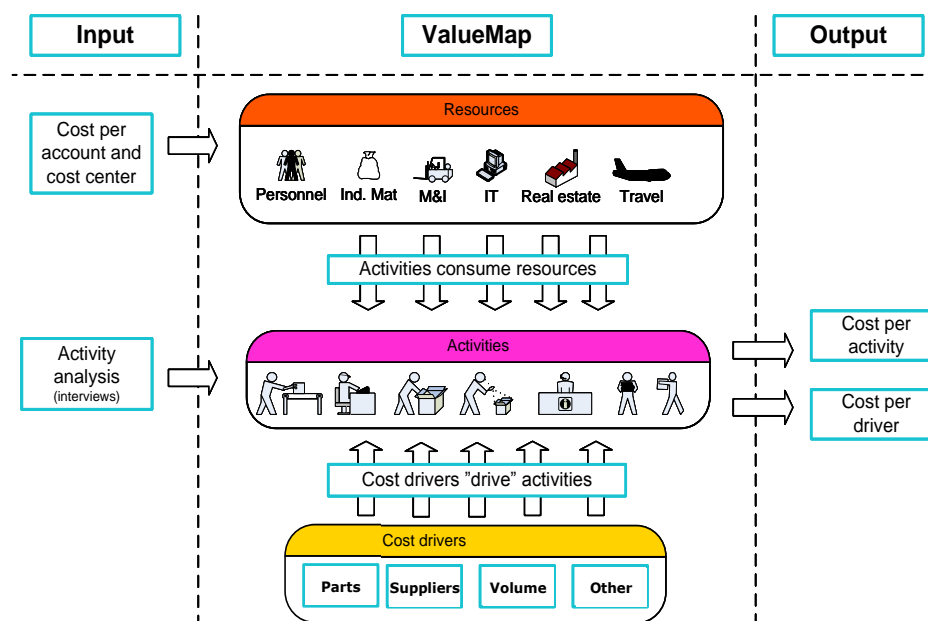 Input
ValueMap
Output
Resources
Cost per
account and
cost center
Personnel
Ind. Mat
M&I
IT
Real estate
Travel
Activities consume resources
Activities
Activity
analysis
(interviews)
Cost per
activity
Cost per
driver
Cost drivers ”drive” activities
Cost drivers
Parts
Suppliers
Volume
Other